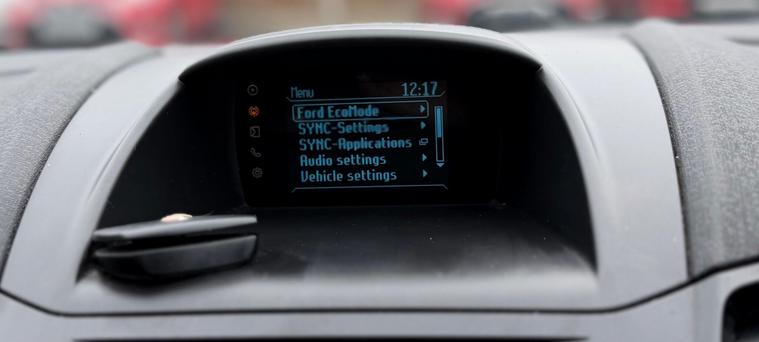 Menu 12:17
Ford EcoMode
SYNC-Settings
SYNC-Applications
Audio settings
Vehicle settings